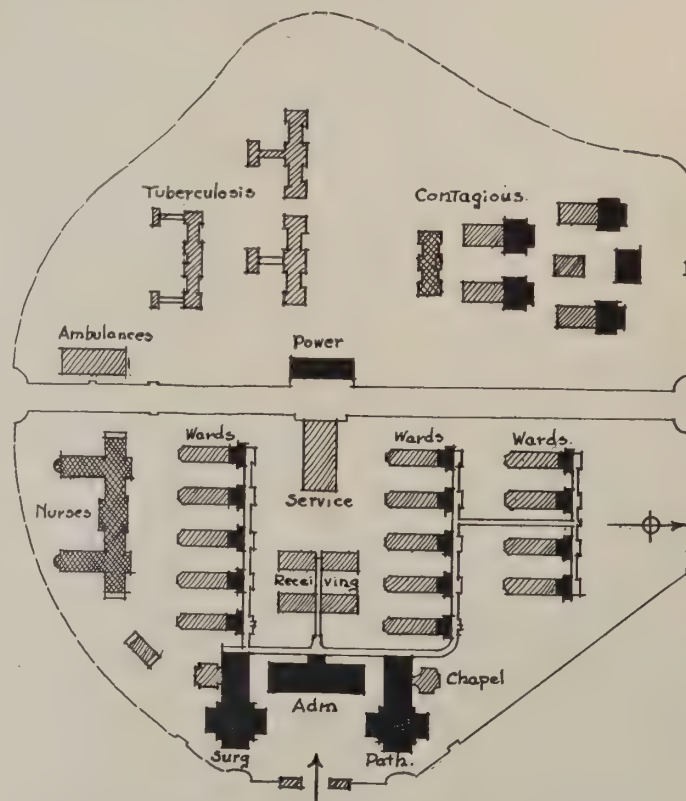 Tuberculosis
Contagious.
Ambulances
Power
Wards
Wards
Wards.
Service
Nurses
Receiving
Chapel
Adm
Surg
Path.